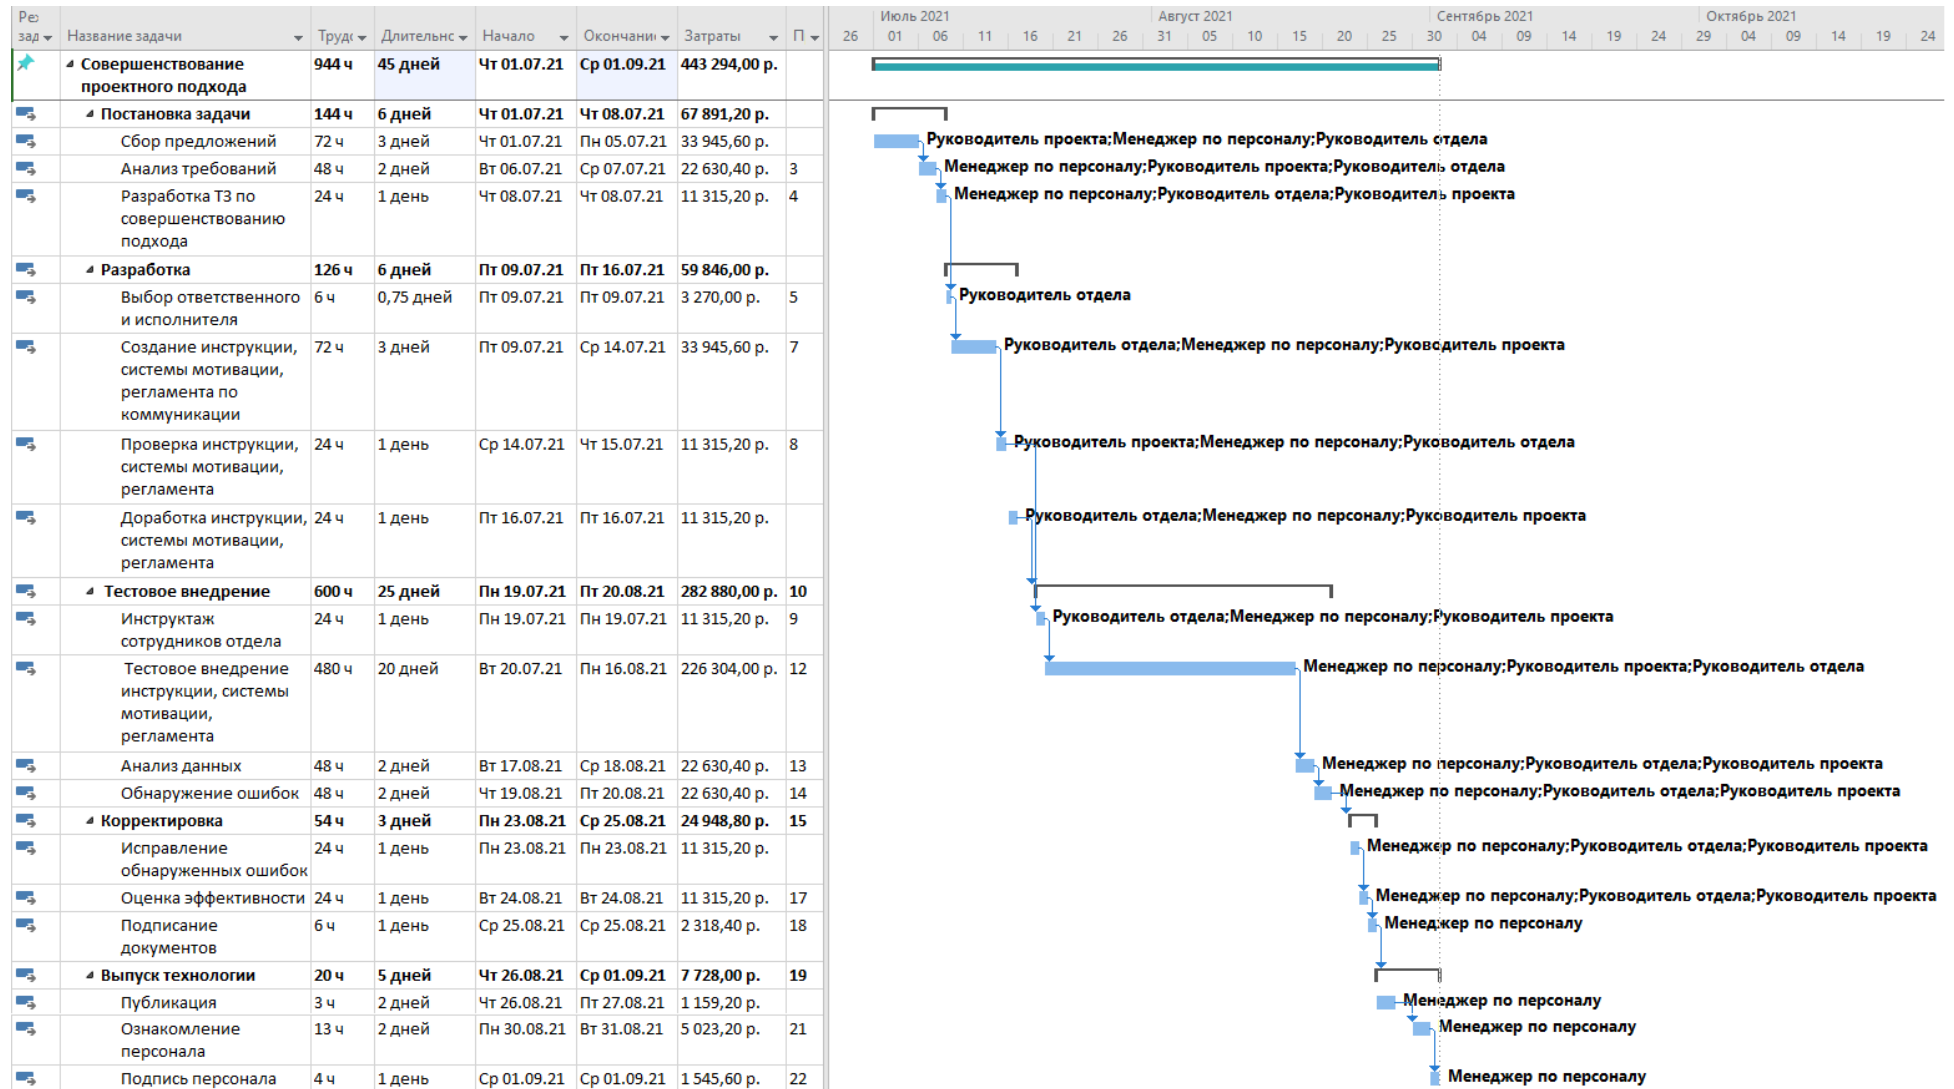 Реж
зад Название задачи Трудс Длительнс Начало Окончание Затраты П 26 01 06 11 16 21 26 31 05 10 15 20 25 30 04 09 14 19 24 29 04 09 14 19 24
Июль 2021 Август 2021 Сентябрь 2021 Октябрь 2021
Совершенствование 944 ч 45 дней Чт 01.07.21 Ср 01.09.21 443 294,00 р.
проектного подхода
Постановка задачи 144 ч 6 дней Чт 01.07.21 Чт 08.07.21 67 891,20 р.
Сбор предложений 72 ч 3 дней Чт 01.07.21 Пн 05.07.21 33 945,60 р. Руководитель проекта;Менеджер по персоналу;Руководитель отдела
Анализ требований 48 ч 2 дней Вт 06.07.21 Ср 07.07.21 22 630,40 р. 3 Менеджер по персоналу;Руководитель проекта;Руководитель отдела
Разработка ТЗ по 24 ч 1 день Чт 08.07.21 Чт 08.07.21 11 315,20 р. 4 Менеджер по персоналу;Руководитель отдела;Руководитель проекта
совершенствованию
подхода
Разработка 126 ч 6 дней Пт 09.07.21 Пт 16.07.21 59 846,00 р.
Выбор ответственного 6 ч 0,75 дней Пт 09.07.21 Пт 09.07.21 3 270,00 р. 5 Руководитель отдела
и исполнителя
Создание инструкции, 72 ч 3 дней Пт 09.07.21 Ср 14.07.21 33 945,60 р. 7 Руководитель отдела;Менеджер по персоналу;Руководитель проекта
системы мотивации,
регламента по
коммуникации
Проверка инструкции, 24 ч 1 день Ср 14.07.21 Чт 15.07.21 11 315,20 р. 8 Руководитель проекта;Менеджер по персоналу;Руководитель отдела
системы мотивации,
регламента
Доработка инструкции, 24 ч 1 день Пт 16.07.21 Пт 16.07.21 11 315,20 р. Руководитель отдела;Менеджер по персоналу;Руководитель проекта
системы мотивации,
регламента
Тестовое внедрение 600 ч 25 дней Пн 19.07.21 Пт 20.08.21 282 880,00 р. 10
Инструктаж 24 ч 1 день Пн 19.07.21 Пн 19.07.21 11 315,20 р. 9 Руководитель отдела;Менеджер по персоналу;Руководитель проекта
сотрудников отдела
Тестовое внедрение 480 ч 20 дней Вт 20.07.21 Пн 16.08.21 226 304,00 р. 12 Менеджер по персоналу;Руководитель проекта;Руководитель отдела
инструкции, системы
мотивации,
регламента
Анализ данных 48 ч 2 дней Вт 17.08.21 Ср 18.08.21 22 630,40 р. 13 Менеджер по персоналу;Руководитель отдела;Руководитель проекта
Обнаружение ошибок 48 ч 2 дней Чт 19.08.21 Пт 20.08.21 22 630,40 р. 14 Менеджер по персоналу;Руководитель отдела;Руководитель проекта
Корректировка 54 ч 3 дней Пн 23.08.21 Ср 25.08.21 24 948,80 р. 15
Исправление 24 ч 1 день Пн 23.08.21 Пн 23.08.21 11 315,20 р. Менеджер по персоналу;Руководитель отдела;Руководитель проекта
обнаруженных ошибок
Оценка эффективности 24 ч 1 день Вт 24.08.21 Вт 24.08.21 11 315,20 р. 17 Менеджер по персоналу;Руководитель отдела;Руководитель проекта
Подписание 6 ч 1 день Ср 25.08.21 Ср 25.08.21 2 318,40 р. 18 Менеджер по персоналу
документов
Выпуск технологии 20 ч 5 дней Чт 26.08.21 Ср 01.09.21 7 728,00 р. 19
Публикация 3 ч 2 дней Чт 26.08.21 Пт 27.08.21 1 159,20 р. Менеджер по персоналу
Ознакомление 13 ч 2 дней Пн 30.08.21 Вт 31.08.21 5 023,20 р. 21 Менеджер по персоналу
персонала
Подпись персонала 4 ч 1 день Ср 01.09.21 Ср 01.09.21 1 545,60 р. 22 Менеджер по персоналу